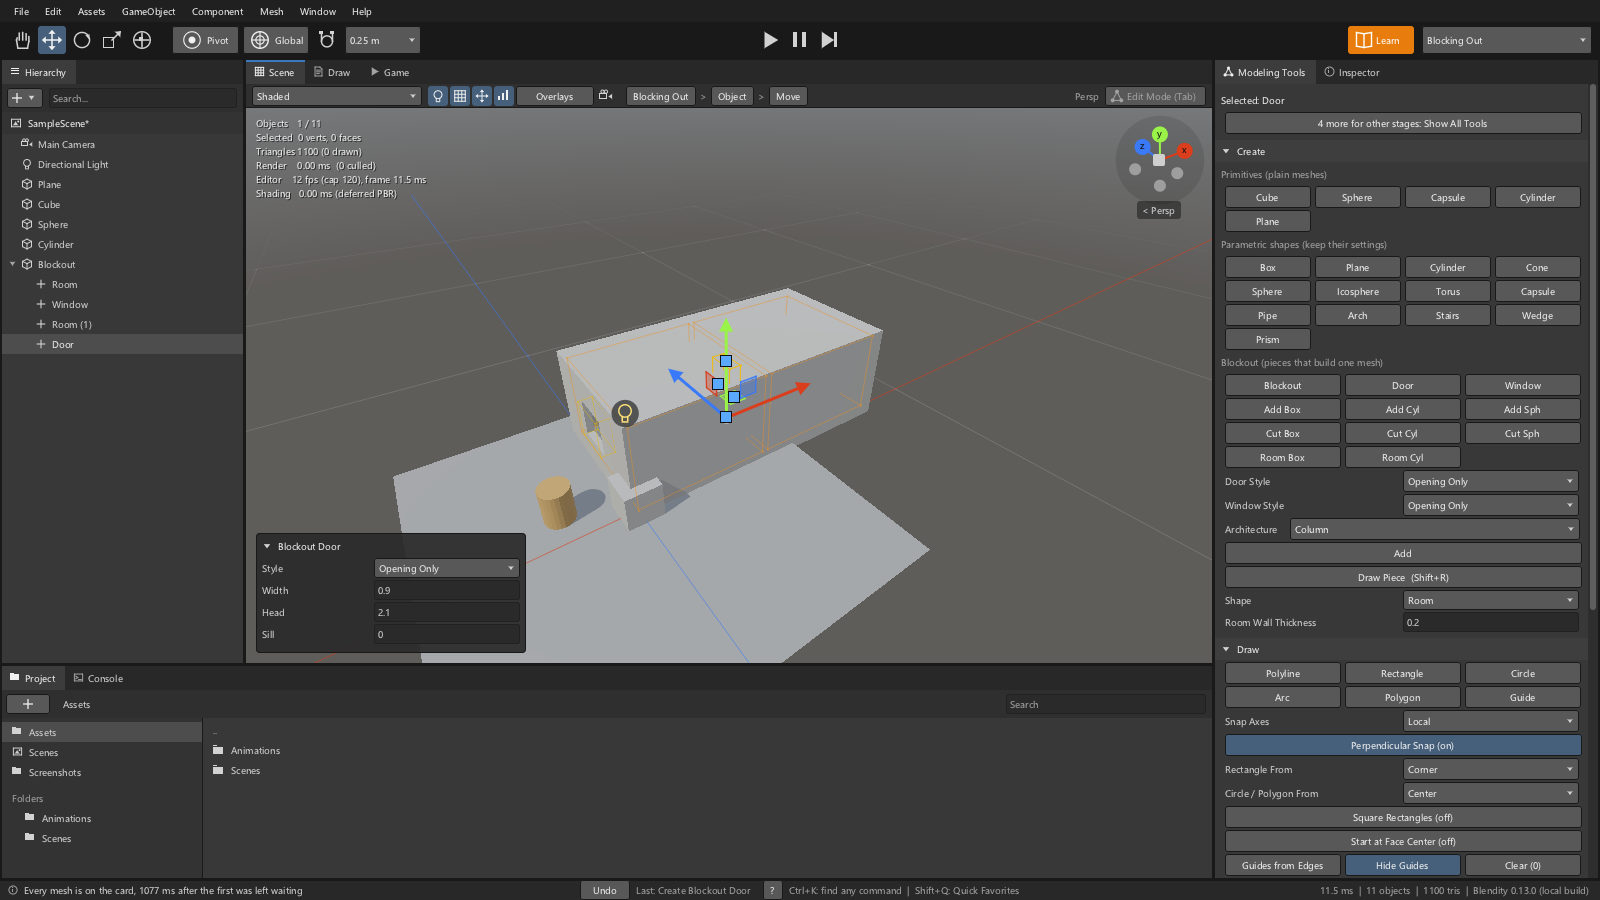 File Edit Assets GameObject Component Mesh Window Help
Pivot Global 0.25 m Learn Blocking Out
Hierarchy
Search...
SampleScene*
Main Camera
Directional Light
Plane
Cube
Sphere
Cylinder
Blockout
Room
Window
Room (1)
Door
Scene Draw Game
Shaded Overlays Blocking Out > Object > Move Persp Edit Mode (Tab)
Objects 1 / 11
Selected 0 verts, 0 faces
Triangles 1100 (0 drawn)
Render 0.00 ms (0 culled)
Editor 12 fps (cap 120), frame 11.5 ms
Shading 0.00 ms (deferred PBR)
y
z x
< Persp
Blockout Door
Style Opening Only
Width 0.9
Head 2.1
Sill 0
Modeling Tools Inspector
Selected: Door
4 more for other stages: Show All Tools
Create
Primitives (plain meshes)
Cube Sphere Capsule Cylinder
Plane
Parametric shapes (keep their settings)
Box Plane Cylinder Cone
Sphere Icosphere Torus Capsule
Pipe Arch Stairs Wedge
Prism
Blockout (pieces that build one mesh)
Blockout Door Window
Add Box Add Cyl Add Sph
Cut Box Cut Cyl Cut Sph
Room Box Room Cyl
Door Style Opening Only
Window Style Opening Only
Architecture Column
Add
Draw Piece (Shift+R)
Shape Room
Room Wall Thickness 0.2
Draw
Polyline Rectangle Circle
Arc Polygon Guide
Snap Axes Local
Perpendicular Snap (on)
Rectangle From Corner
Circle / Polygon From Center
Square Rectangles (off)
Start at Face Center (off)
Guides from Edges Hide Guides Clear (0)
Project Console
Assets Search
Assets
Scenes
Screenshots
Folders
Animations
Scenes
..
Animations
Scenes
Every mesh is on the card, 1077 ms after the first was left waiting Undo Last: Create Blockout Door ? Ctrl+K: find any command | Shift+Q: Quick Favorites 11.5 ms | 11 objects | 1100 tris | Blendity 0.13.0 (local build)